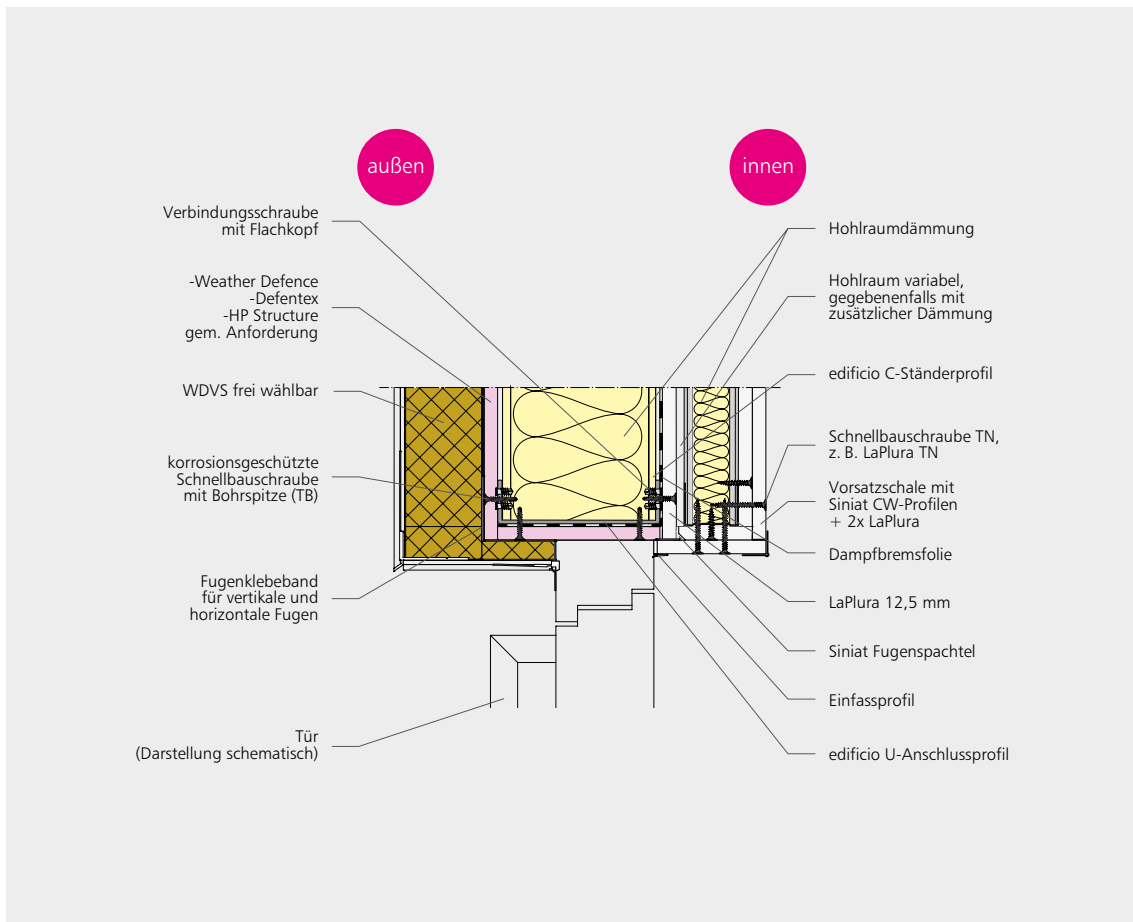 außen
innen
Verbindungsschraube
mit Flachkopf
-Weather Defence
-Defentex
-HP Structure
gem. Anforderung
WDVS frei wählbar
korrosionsgeschützte
Schnellbauschraube
mit Bohrspitze (TB)
Fugenklebeband
für vertikale und
horizontale Fugen
Tür
(Darstellung schematisch)
Hohlraumdämmung
Hohlraum variabel,
gegebenenfalls mit
zusätzlicher Dämmung
edificio C-Ständerprofil
Schnellbauschraube TN,
z. B. LaPlura TN
Vorsatzschale mit
Siniat CW-Profilen
+ 2x LaPlura
Dampfbremsfolie
LaPlura 12,5 mm
Siniat Fugenspachtel
Einfassprofil
edificio U-Anschlussprofil